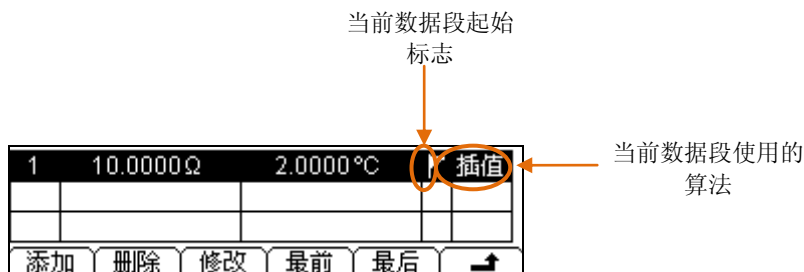 当前数据段起始
标志
1 10.0000Ω 2.0000℃ 插值
当前数据段使用的
算法
添加 删除 修改 最前 最后